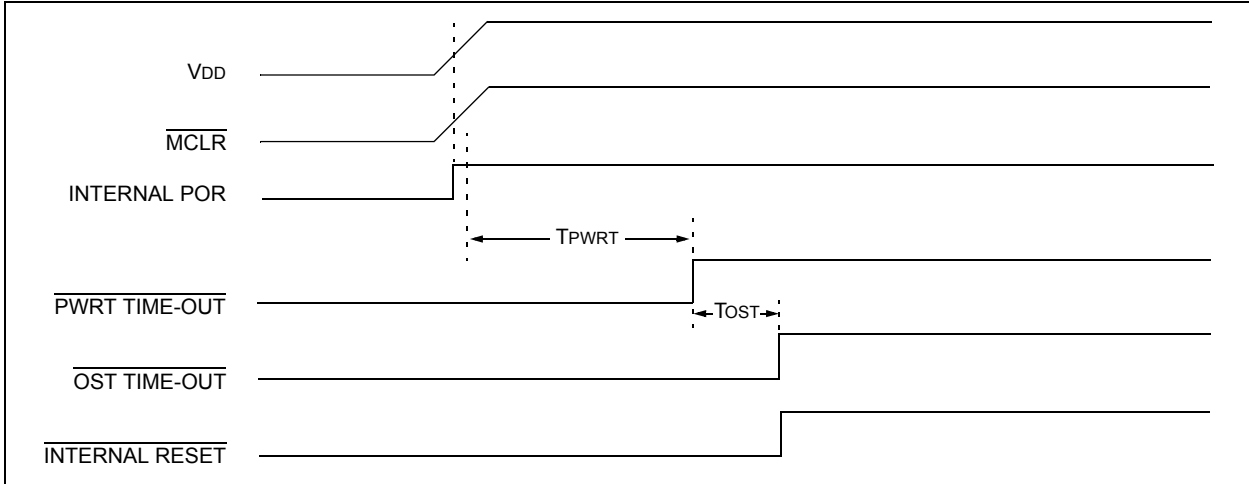 VDD
MCLR
INTERNAL POR
TPWRT
PWRT TIME-OUT
TOST
OST TIME-OUT
INTERNAL RESET